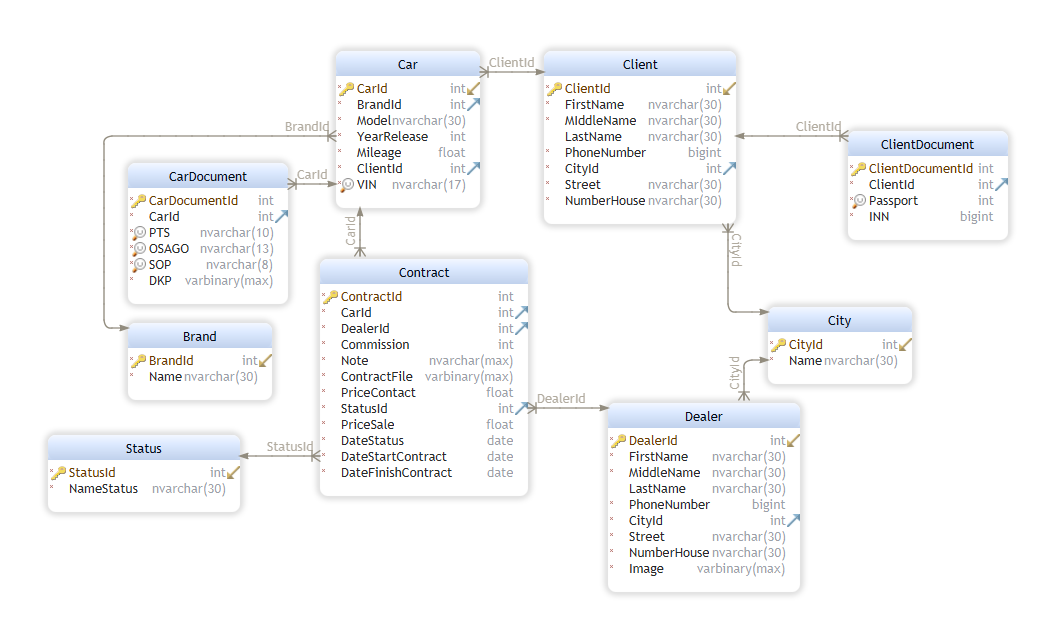 Car
CarId int
BrandId int
Model nvarchar(30)
YearRelease int
Mileage float
ClientId int
VIN nvarchar(17)
ClientId
Client
ClientId int
FirstName nvarchar(30)
MIddleName nvarchar(30)
LastName nvarchar(30)
PhoneNumber bigint
CityId int
Street nvarchar(30)
NumberHouse nvarchar(30)
ClientId
ClientDocument
ClientDocumentId int
ClientId int
Passport int
INN bigint
BrandId
CarDocument
CarDocumentId int
CarId int
PTS nvarchar(10)
OSAGO nvarchar(13)
SOP nvarchar(8)
DKP varbinary(max)
CarId
CarId
CityId
Contract
ContractId int
CarId int
DealerId int
Commission int
Note nvarchar(max)
ContractFile varbinary(max)
PriceContact float
StatusId int
PriceSale float
DateStatus date
DateStartContract date
DateFinishContract date
Brand
BrandId int
Name nvarchar(30)
City
CityId int
Name nvarchar(30)
CityId
DealerId
Status
StatusId int
NameStatus nvarchar(30)
StatusId
Dealer
DealerId int
FirstName nvarchar(30)
MiddleName nvarchar(30)
LastName nvarchar(30)
PhoneNumber bigint
CityId int
Street nvarchar(30)
NumberHouse nvarchar(30)
Image varbinary(max)